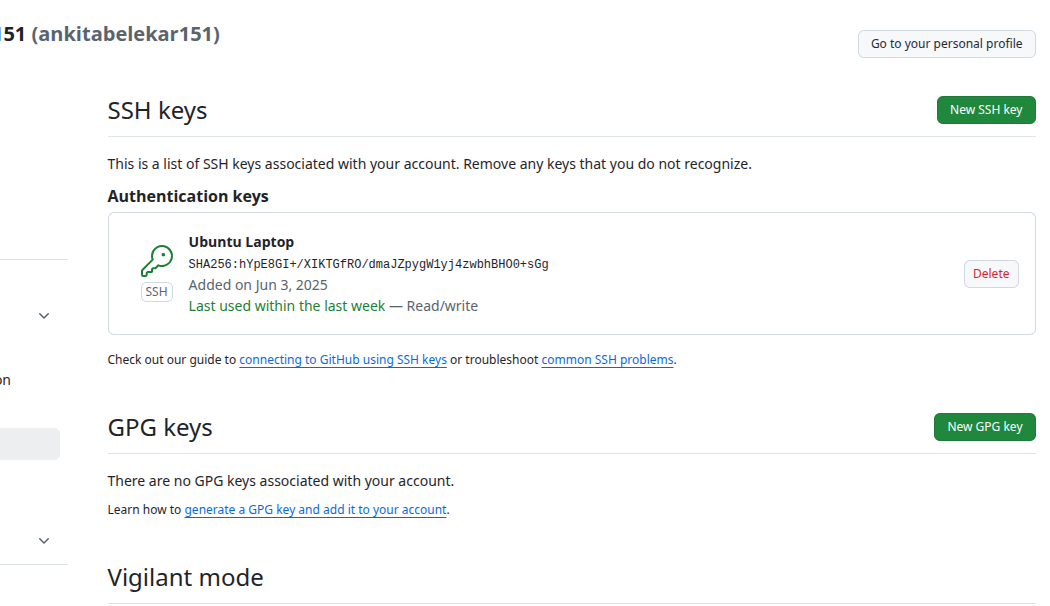 151 (ankitabelekar151)
Go to your personal profile
SSH keys
New SSH key
This is a list of SSH keys associated with your account. Remove any keys that you do not recognize.
Authentication keys
Ubuntu Laptop
SHA256:hYpE8GI+/XIKTGfRO/dmaJZpygW1yj4zwbhBHO0+sGg
SSH
Added on Jun 3, 2025
Last used within the last week — Read/write
Delete
Check out our guide to connecting to GitHub using SSH keys or troubleshoot common SSH problems.
on
GPG keys
New GPG key
There are no GPG keys associated with your account.
Learn how to generate a GPG key and add it to your account.
Vigilant mode